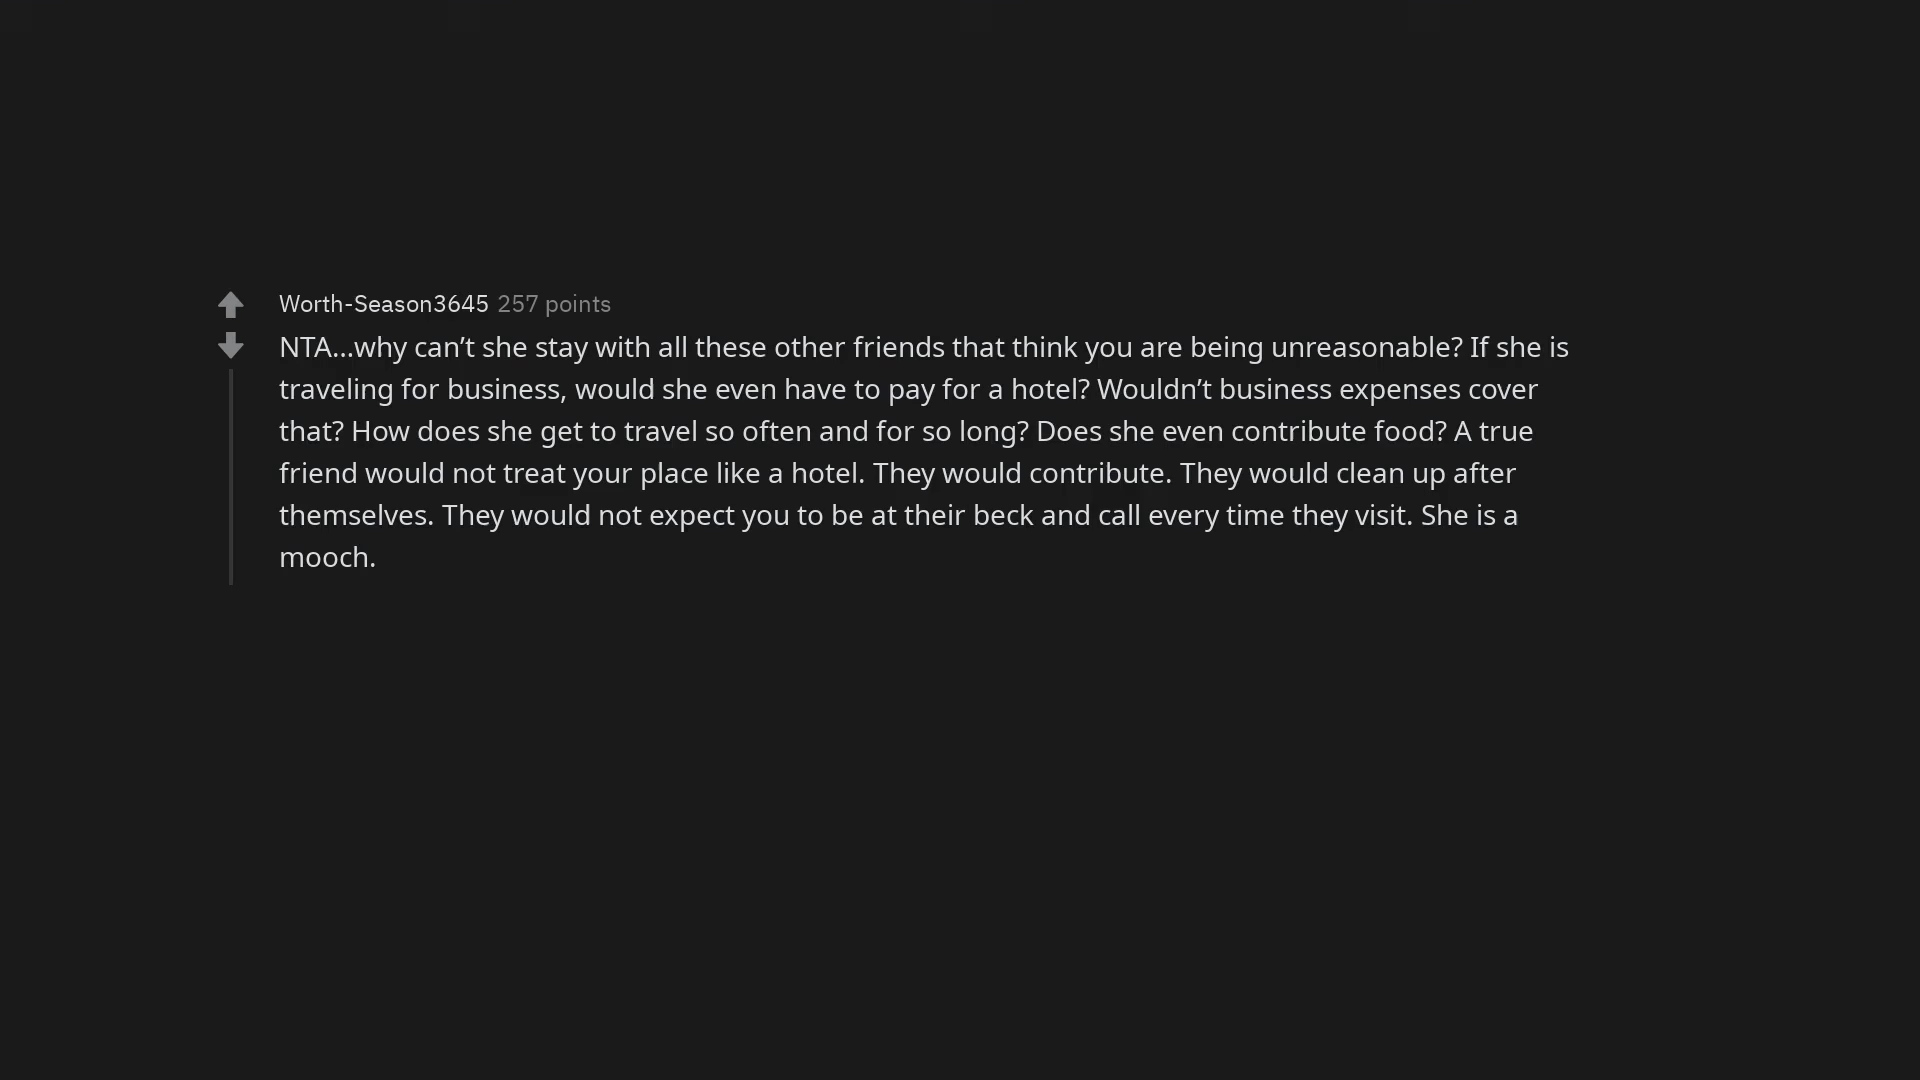 Worth-Season3645 257 points
NTA...why can’t she stay with all these other friends that think you are being unreasonable? If she is
traveling for business, would she even have to pay for a hotel? Wouldn’t business expenses cover
that? How does she get to travel so often and for so long? Does she even contribute food? A true
friend would not treat your place like a hotel. They would contribute. They would clean up after
themselves. They would not expect you to be at their beck and call every time they visit. She is a
mooch.